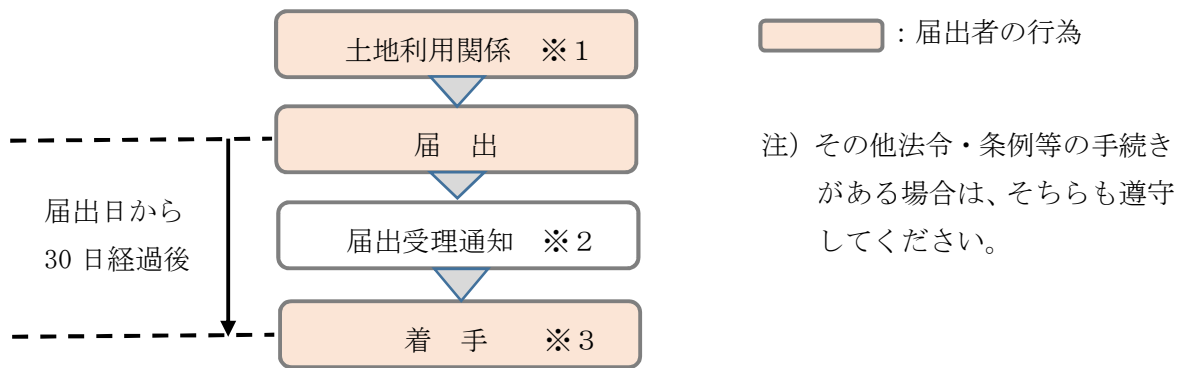 土地利用関係 ※１
届 出
届出受理通知 ※２
着 手 ※３
届出日から
30 日経過後
：届出者の行為
注）その他法令・条例等の手続き
がある場合は、そちらも遵守
してください。